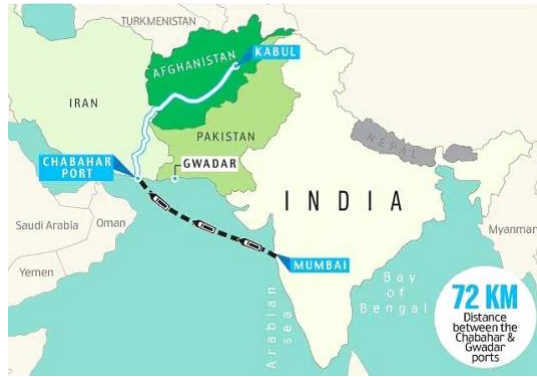 TURKMENISTAN
AFGHANISTAN
KABUL
IRAN
PAKISTAN
CHABAHAR
PORT
GWADAR
NEPAL
INDIA
Saudi Arabia
Oman
Myanmar
MUMBAI
Yemen
Arabian
sea
Bay
of
Bengal
72 KM
Distance
between the
Chabahar &
Gwadar
ports